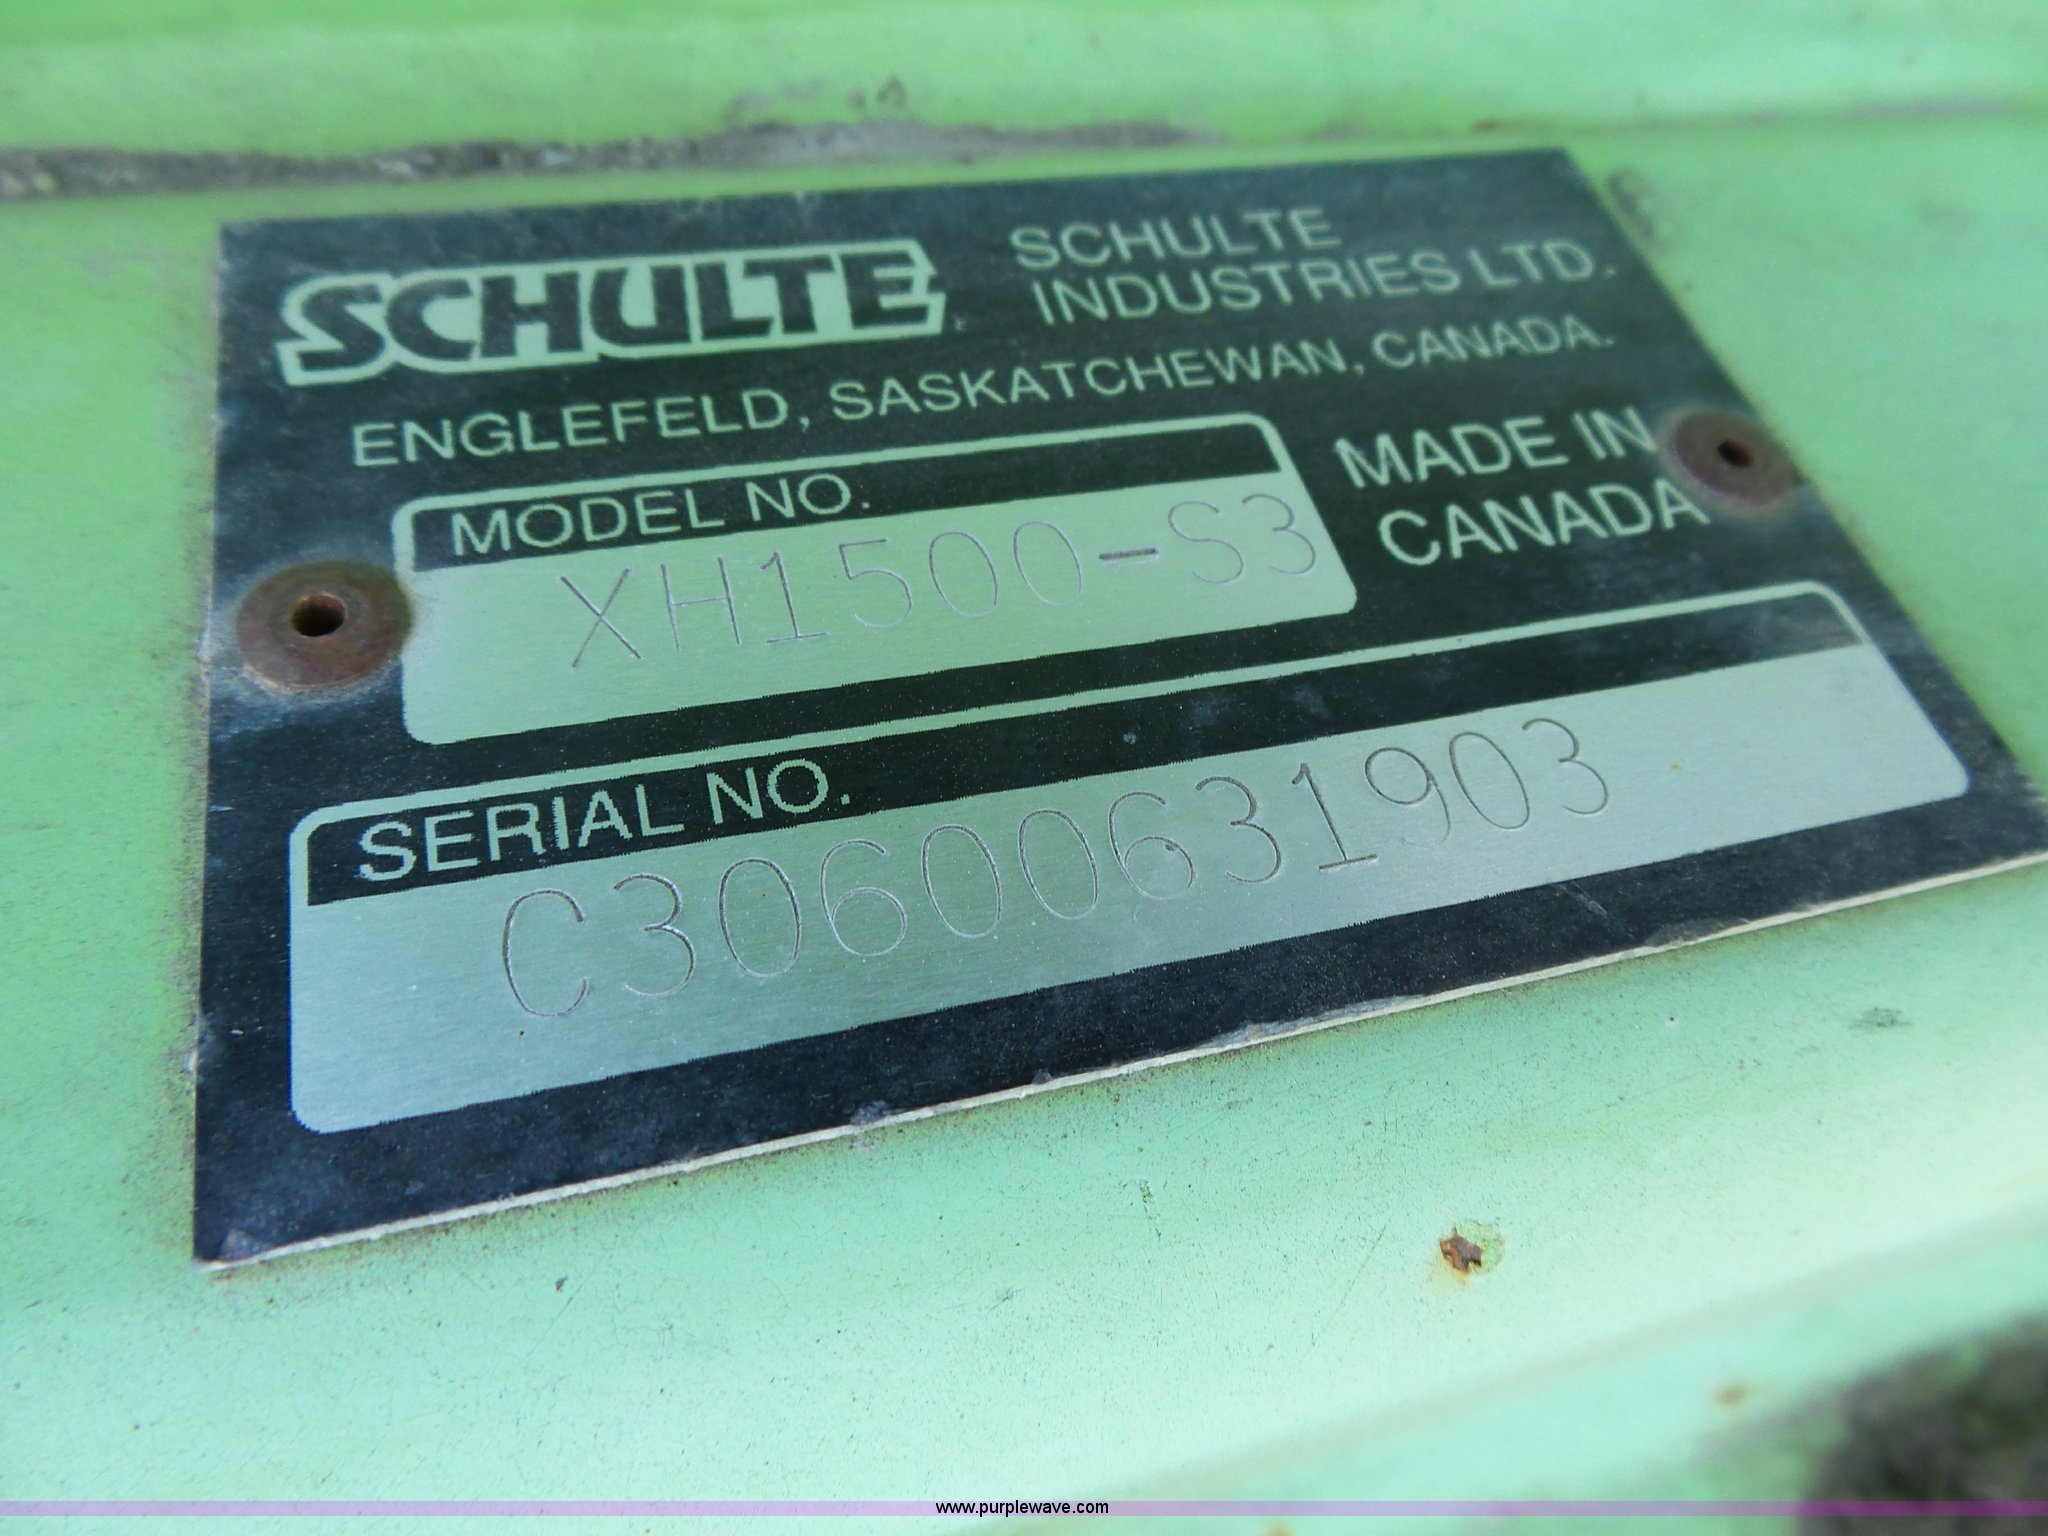 SCHULTE
SCHULTE
INDUSTRIES LTD.
ENGLEFELD, SASKATCHEWAN, CANADA.
MODEL NO.
XH1500-S3
MADE IN
CANADA
SERIAL NO.
C30600631903
www.purplewave.com